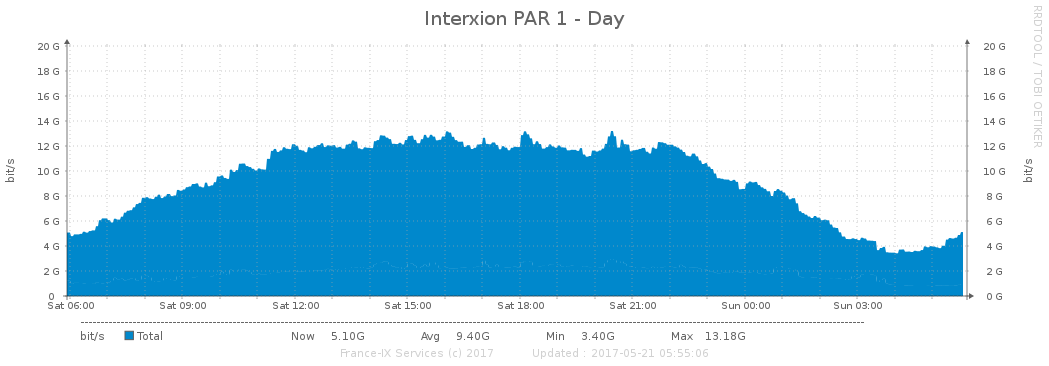 Interxion PAR 1 - Day
RRDTOOL / TOBI OETIKER
bit/s
20 G 20 G
18 G 18 G
16 G 16 G
14 G 14 G
12 G 12 G
10 G 10 G
8 G 8 G
6 G 6 G
4 G 4 G
2 G 2 G
0 0 G
bit/s
Sat 06:00 Sat 09:00 Sat 12:00 Sat 15:00 Sat 18:00 Sat 21:00 Sun 00:00 Sun 03:00
bit/s Total Now 5.10G Avg 9.40G Min 3.40G Max 13.18G
France-IX Services (c) 2017 Updated : 2017-05-21 05:55:06